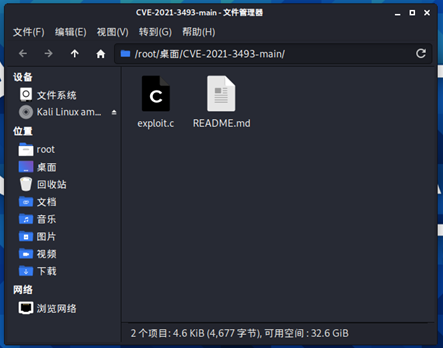 CVE-2021-3493-main - 文件管理器
文件(F) 编辑(E) 视图(V) 转到(G) 帮助(H)
/root/桌面/CVE-2021-3493-main/
设备
文件系统
Kali Linux am...
位置
root
桌面
回收站
文档
音乐
图片
视频
下载
网络
浏览网络
C
exploit.c
README.md
2 个项目: 4.6 KiB (4,677 字节), 可用空间 : 32.6 GiB